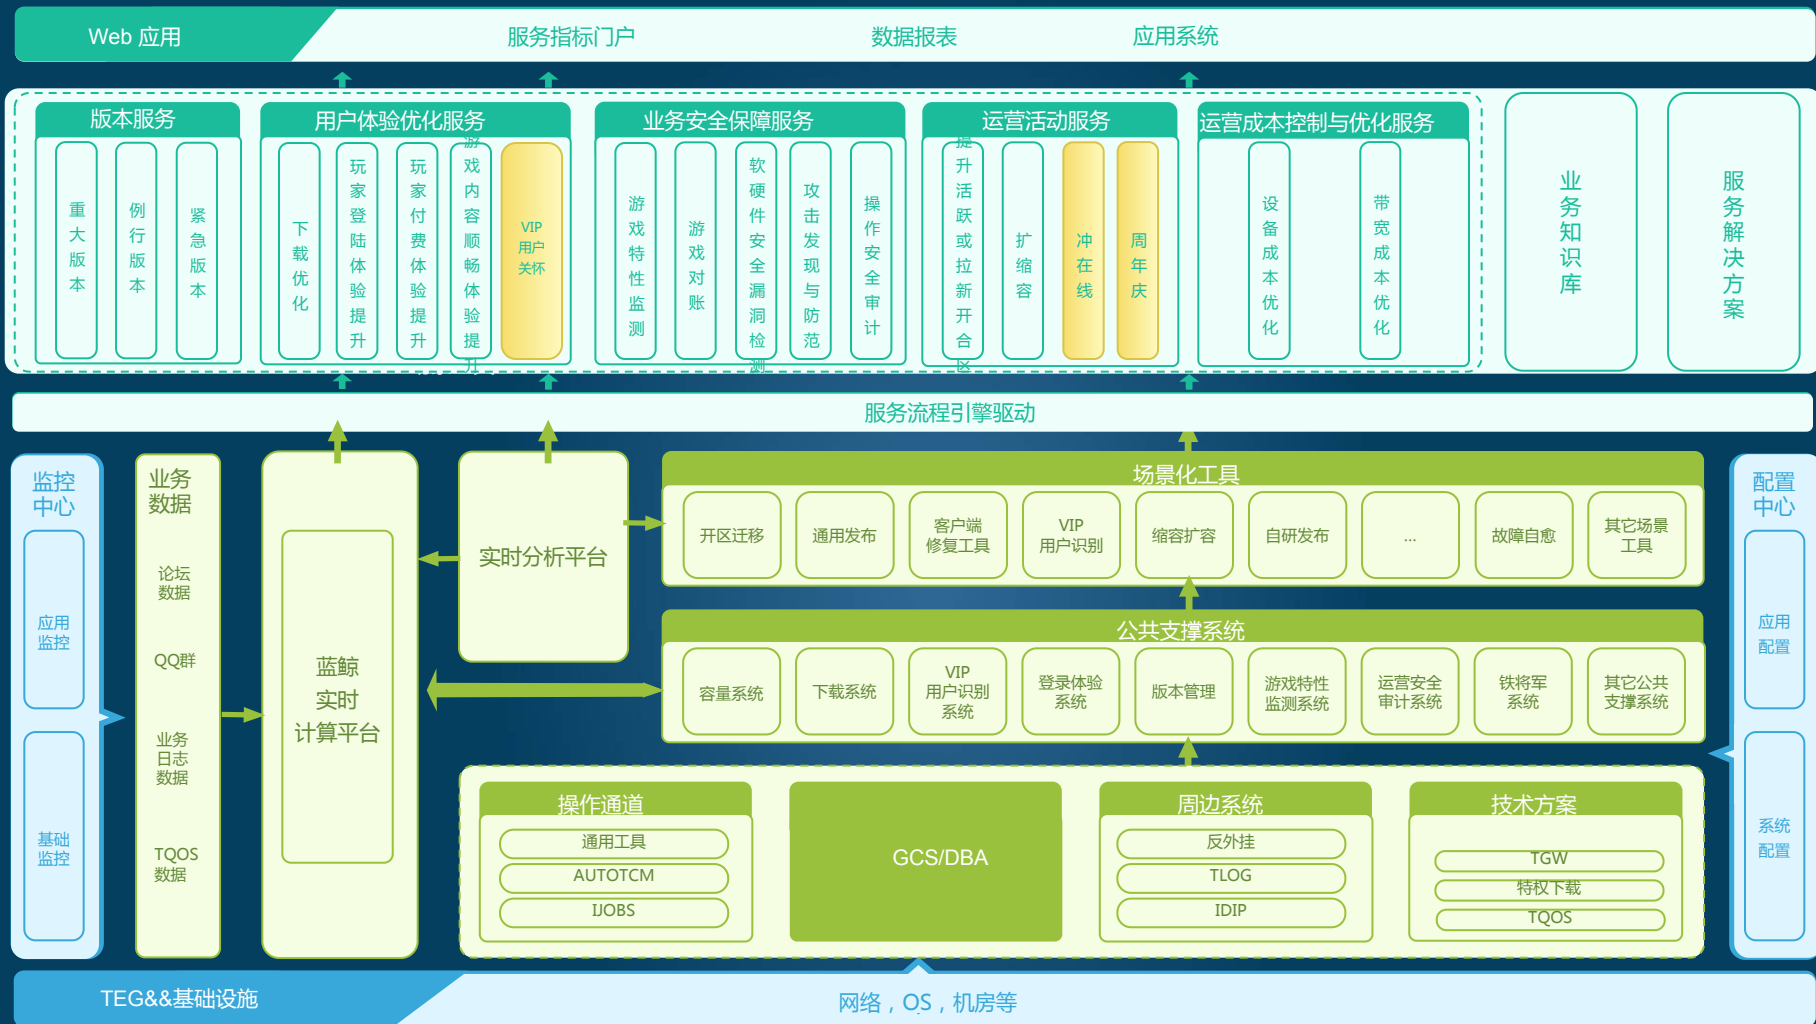 Web 应用
服务指标门户
数据报表
应用系统
版本服务
重大版本
例行版本
紧急版本
用户体验优化服务
下载优化
玩家登陆体验提升
玩家付费体验提升
游戏内容顺畅体验提升
VIP
用户
关怀
业务安全保障服务
游戏特性监测
游戏对账
软硬件安全漏洞检测
攻击发现与防范
操作安全审计
运营活动服务
提升活跃或拉新开合区
扩缩容
冲在线
周年庆
运营成本控制与优化服务
设备成本优化
带宽成本优化
业务知识库
服务解决方案
服务流程引擎驱动
监控
中心
应用
监控
基础
监控
业务
数据
论坛
数据
QQ群
业务
日志
数据
TQOS
数据
蓝鲸
实时
计算平台
实时分析平台
场景化工具
开区迁移
通用发布
客户端
修复工具
VIP
用户识别
缩容扩容
自研发布
...
故障自愈
其它场景
工具
公共支撑系统
容量系统
下载系统
VIP
用户识别
系统
登录体验
系统
版本管理
游戏特性
监测系统
运营安全
审计系统
铁将军
系统
其它公共
支撑系统
操作通道
通用工具
AUTOTCM
IJOBS
GCS/DBA
周边系统
反外挂
TLOG
IDIP
技术方案
TGW
特权下载
TQOS
配置
中心
应用
配置
系统
配置
TEG&&基础设施
网络，OS，机房等